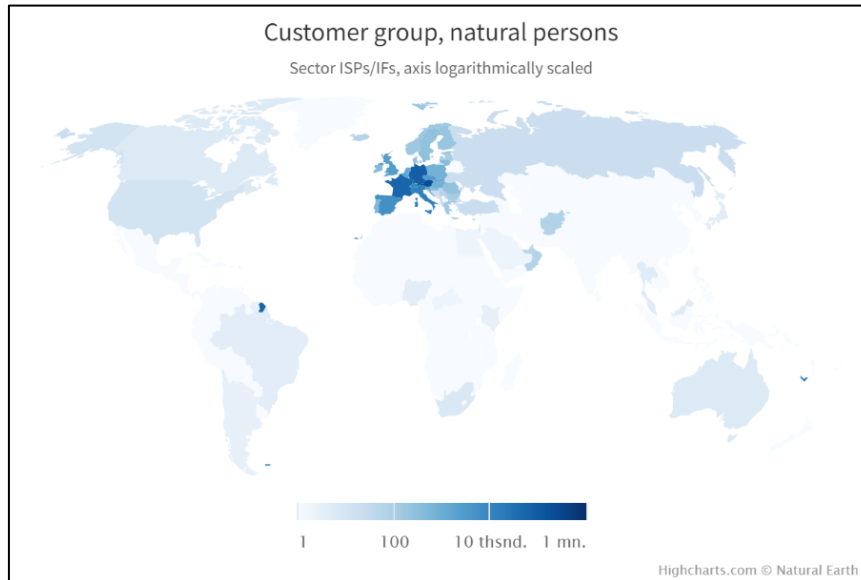 Customer group, natural persons
Sector ISPs/IFs, axis logarithmically scaled
1 100 10 thsnd. 1 mn.
Highcharts.com © Natural Earth